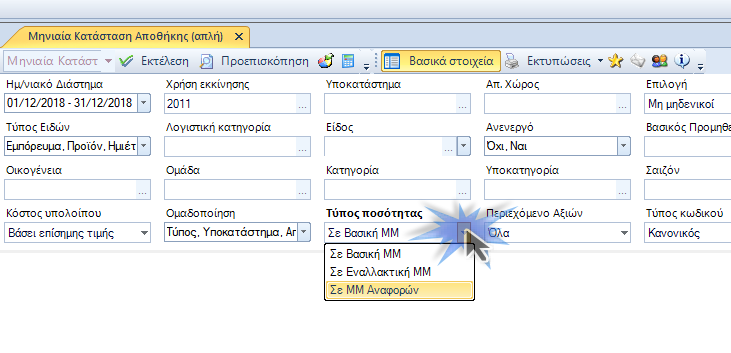 Μηνιαία Κατάσταση Αποθήκης (απλή)
Μηνιαία Κατάστ Εκτέλεση Προεπισκόπηση Βασικά στοιχεία Εκτυπώσεις
Ημ/νιακό Διάστημα Χρήση εκκίνησης Υποκατάστημα Απ. Χώρος Επιλογή
01/12/2018 - 31/12/2018 2011 Μη μηδενικοί
Τύπος Ειδών Λογιστική κατηγορία Είδος Ανενεργό Βασικός Προμηθε
Εμπόρευμα, Προϊόν, Ημιέτ Όχι, Ναι
Οικογένεια Ομάδα Κατηγορία Υποκατηγορία Σαιζόν
Κόστος υπολοίπου Ομαδοποίηση Τύπος ποσότητας Περιεχόμενο Αξιών Τύπος κωδικού
Βάσει επίσημης τιμής Τύπος, Υποκατάστημα, Απ Σε Βασική ΜΜ Όλα Κανονικός
Σε Βασική ΜΜ
Σε Εναλλακτική ΜΜ
Σε ΜΜ Αναφορών